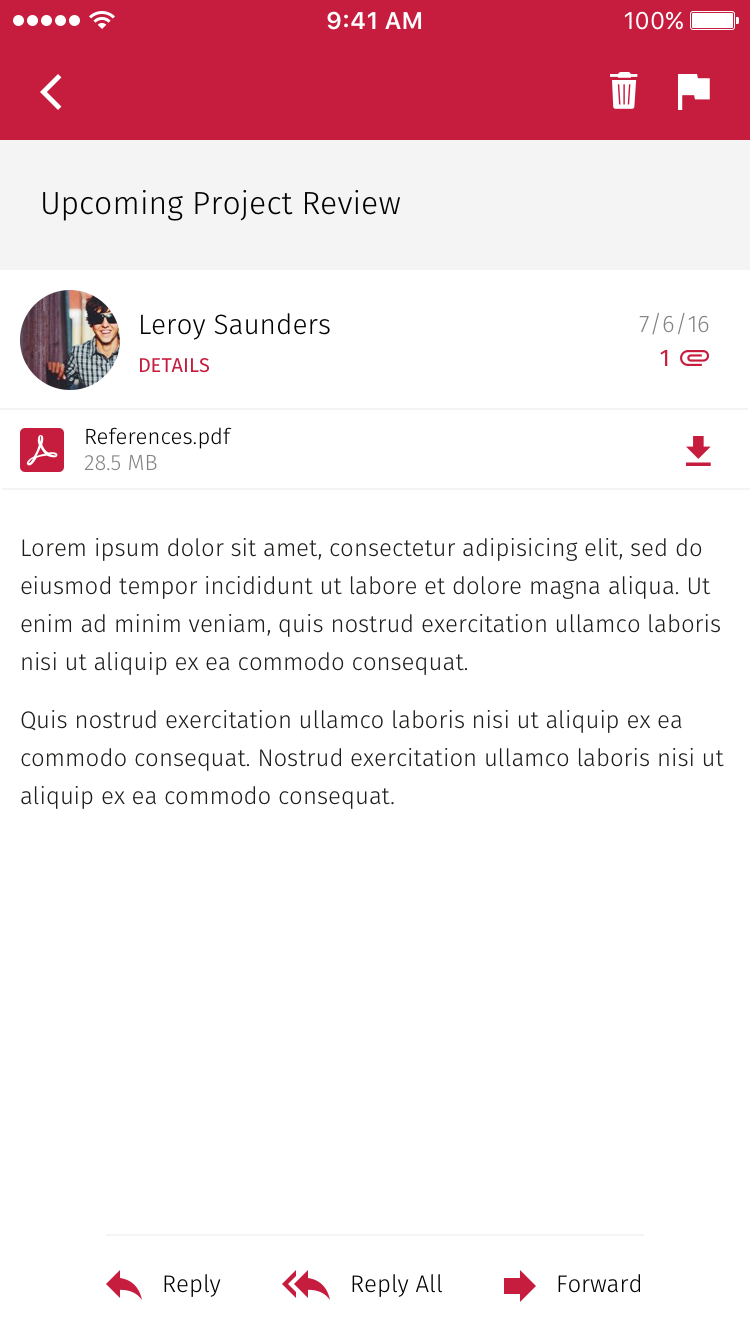 9:41 AM
100%
Upcoming Project Review
Leroy Saunders
7/6/16
DETAILS
1
References.pdf
28.5 MB
Lorem ipsum dolor sit amet, consectetur adipisicing elit, sed do
eiusmod tempor incididunt ut labore et dolore magna aliqua. Ut
enim ad minim veniam, quis nostrud exercitation ullamco laboris
nisi ut aliquip ex ea commodo consequat.
Quis nostrud exercitation ullamco laboris nisi ut aliquip ex ea
commodo consequat. Nostrud exercitation ullamco laboris nisi ut
aliquip ex ea commodo consequat.
Reply
Reply All
Forward